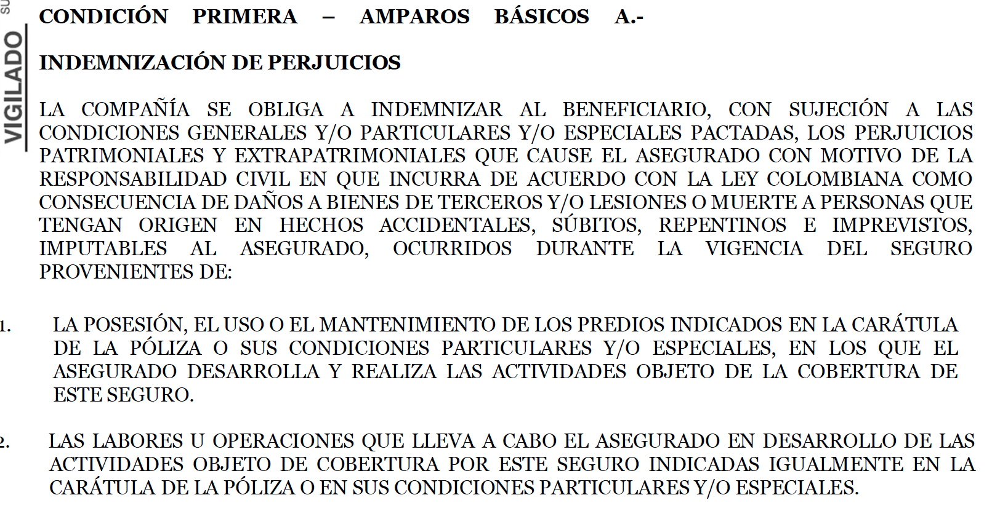 VIGILADO
CONDICIÓN PRIMERA – AMPAROS BÁSICOS A.-
INDEMNIZACIÓN DE PERJUICIOS
LA COMPAÑÍA SE OBLIGA A INDEMNIZAR AL BENEFICIARIO, CON SUJECIÓN A LAS
CONDICIONES GENERALES Y/O PARTICULARES Y/O ESPECIALES PACTADAS, LOS PERJUICIOS
PATRIMONIALES Y EXTRAPATRIMONIALES QUE CAUSE EL ASEGURADO CON MOTIVO DE LA
RESPONSABILIDAD CIVIL EN QUE INCURRA DE ACUERDO CON LA LEY COLOMBIANA COMO
CONSECUENCIA DE DAÑOS A BIENES DE TERCEROS Y/O LESIONES O MUERTE A PERSONAS QUE
TENGAN ORIGEN EN HECHOS ACCIDENTALES, SÚBITOS, REPENTINOS E IMPREVISTOS,
IMPUTABLES AL ASEGURADO, OCURRIDOS DURANTE LA VIGENCIA DEL SEGURO
PROVENIENTES DE:
1. LA POSESIÓN, EL USO O EL MANTENIMIENTO DE LOS PREDIOS INDICADOS EN LA CARÁTULA
DE LA PÓLIZA O SUS CONDICIONES PARTICULARES Y/O ESPECIALES, EN LOS QUE EL
ASEGURADO DESARROLLA Y REALIZA LAS ACTIVIDADES OBJETO DE LA COBERTURA DE
ESTE SEGURO.
2. LAS LABORES U OPERACIONES QUE LLEVA A CABO EL ASEGURADO EN DESARROLLO DE LAS
ACTIVIDADES OBJETO DE COBERTURA POR ESTE SEGURO INDICADAS IGUALMENTE EN LA
CARÁTULA DE LA PÓLIZA O EN SUS CONDICIONES PARTICULARES Y/O ESPECIALES.